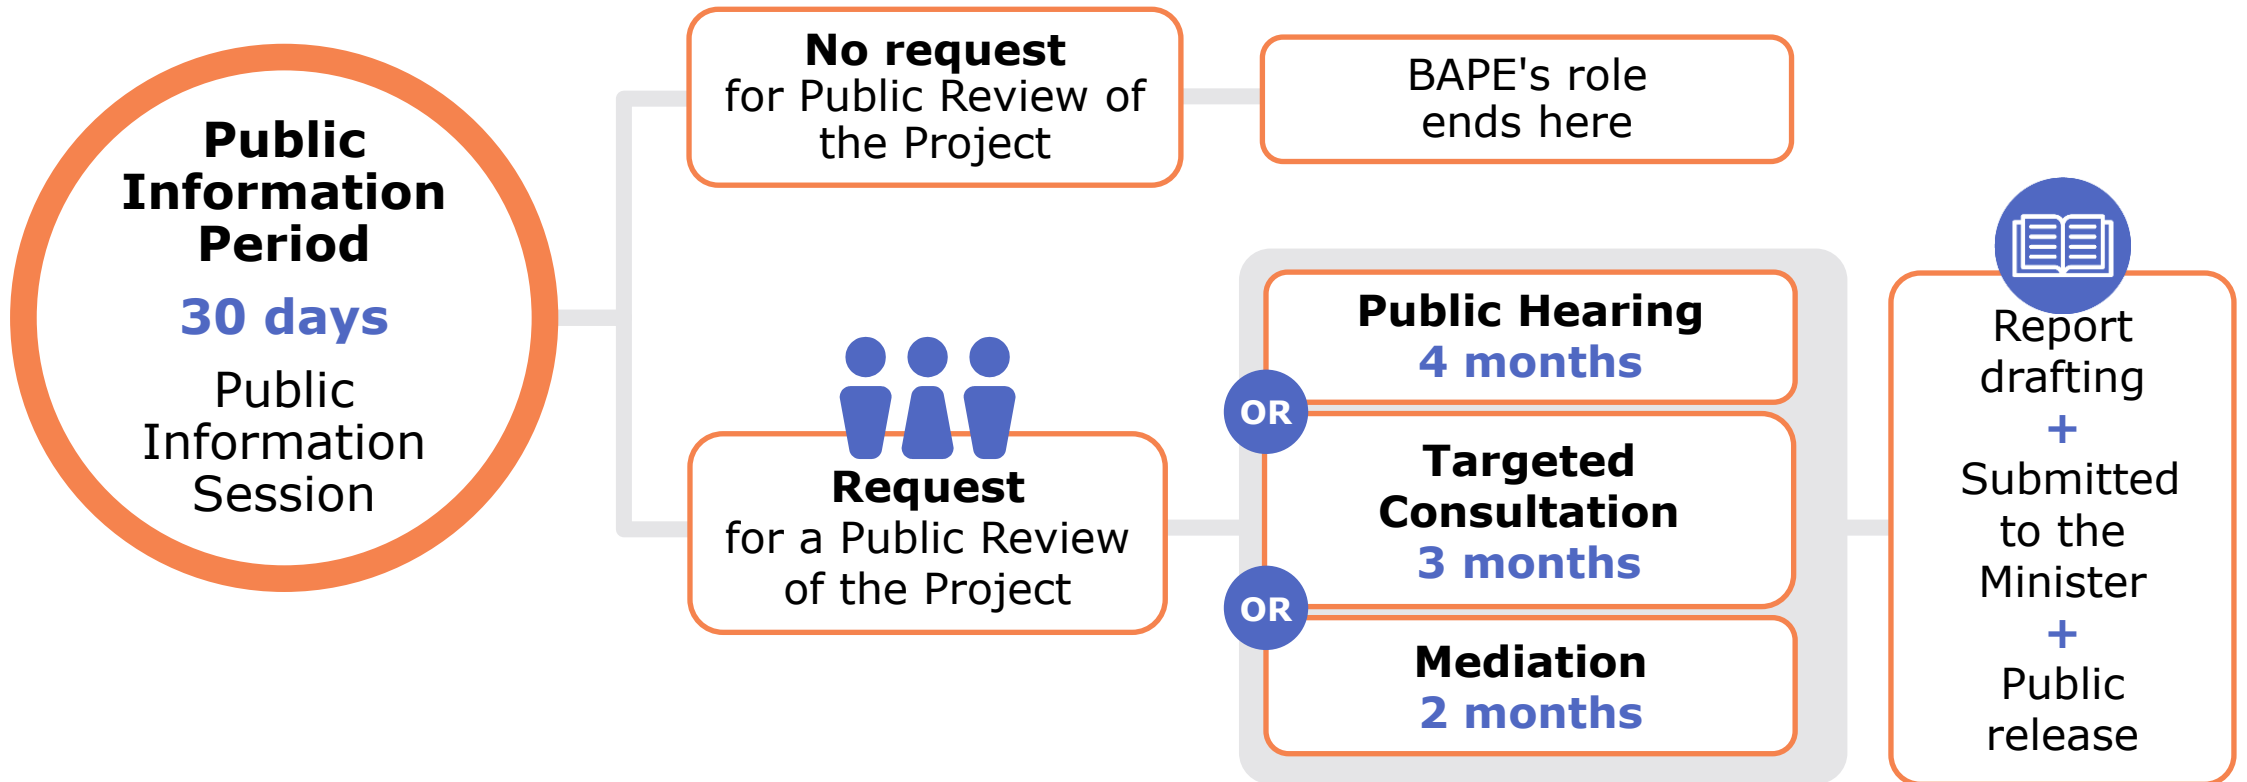 Public
Information
Period
30 days
Public
Information
Session
No request
for Public Review of
the Project
BAPE's role
ends here
Request
for a Public Review
of the Project
Public Hearing
4 months
OR
Targeted
Consultation
3 months
OR
Mediation
2 months
Report
drafting
+
Submitted
to the
Minister
+
Public
release